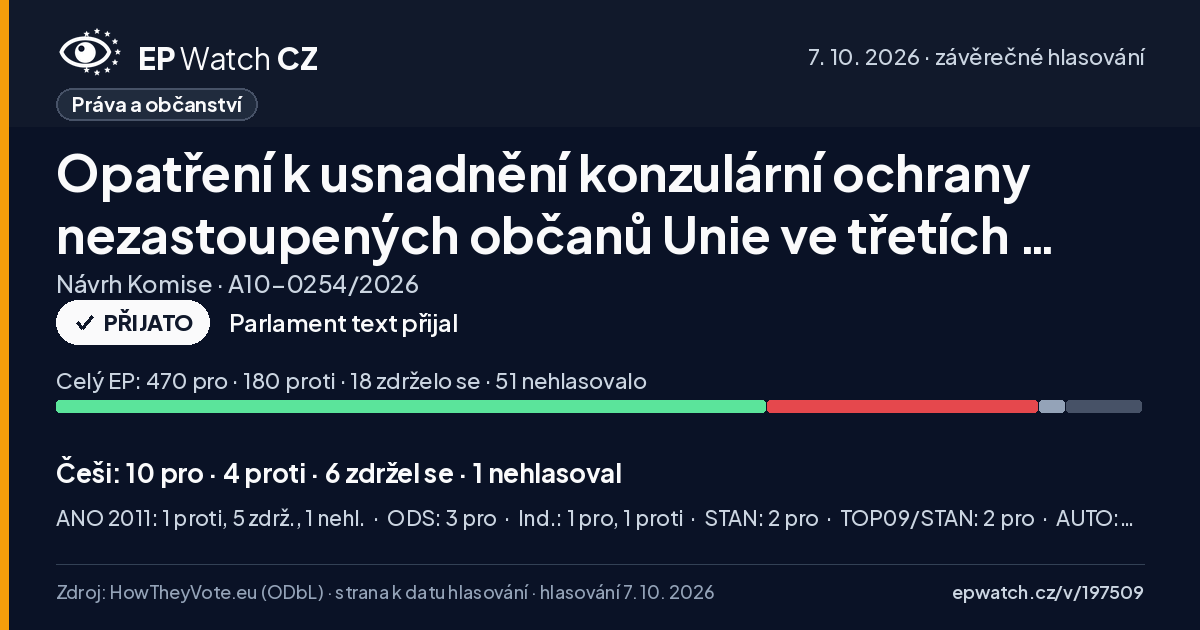 EP Watch CZ
7. 10. 2026 · závěrečné hlasování
Práva a občanství
Opatření k usnadnění konzulární ochrany
nezastoupených občanů Unie ve třetích ...
Návrh Komise · A10–0254/2026
✓ PŘIJATO Parlament text přijal
Celý EP: 470 pro · 180 proti · 18 zdrželo se · 51 nehlasovalo
Češi: 10 pro · 4 proti · 6 zdržel se · 1 nehlasoval
ANO 2011: 1 proti, 5 zdrž., 1 nehl. · ODS: 3 pro · Ind.: 1 pro, 1 proti · STAN: 2 pro · TOP09/STAN: 2 pro · AUTO:...
Zdroj: HowTheyVote.eu (ODbL) · strana k datu hlasování · hlasování 7. 10. 2026
epwatch.cz/v/197509